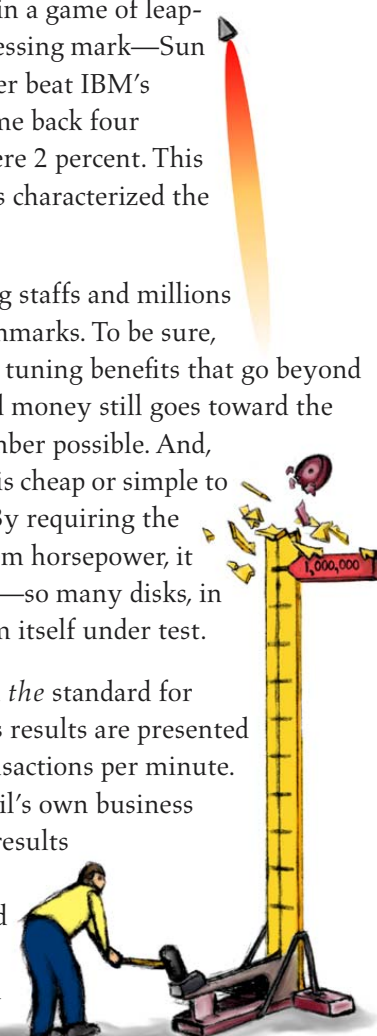 in a game of leap-
essing mark—Sun
er beat IBM’s
me back four
ere 2 percent. This
s characterized the
g staffs and millions
nmarks. To be sure,
tuning benefits that go beyond
l money still goes toward the
nber possible. And,
is cheap or simple to
By requiring the
m horsepower, it
—so many disks, in
n itself under test.
the standard for
s results are presented
nsactions per minute.
il’s own business
results
d
1,000,000